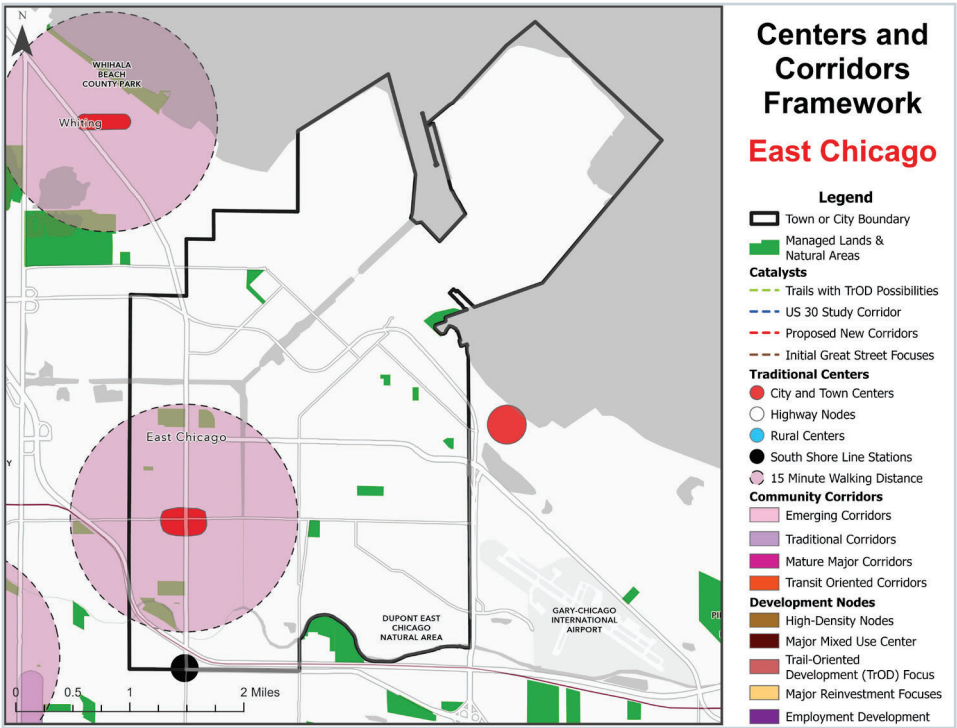 N
WHIHALA
BEACH
COUNTY PARK
Whiting
East Chicago
Y
DUPONT EAST
CHICAGO
NATURAL AREA
GARY-CHICAGO
INTERNATIONAL
AIRPORT
PI
0 0.5 1 2 Miles
Centers and
Corridors
Framework
East Chicago
Legend
Town or City Boundary
Managed Lands &
Natural Areas
Catalysts
Trails with TrOD Possibilities
US 30 Study Corridor
Proposed New Corridors
Initial Great Street Focuses
Traditional Centers
City and Town Centers
Highway Nodes
Rural Centers
South Shore Line Stations
15 Minute Walking Distance
Community Corridors
Emerging Corridors
Traditional Corridors
Mature Major Corridors
Transit Oriented Corridors
Development Nodes
High-Density Nodes
Major Mixed Use Center
Trail-Oriented
Development (TrOD) Focus
Major Reinvestment Focuses
Employment Development